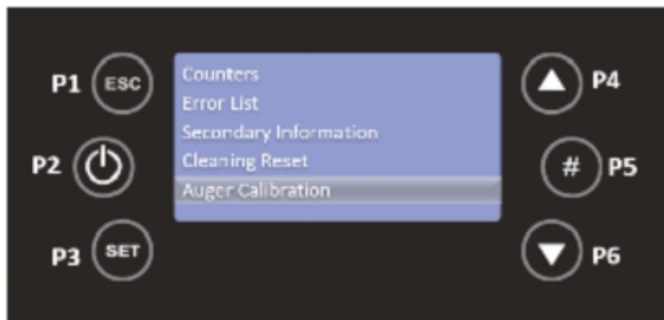 P1 ESC
Counters
Error List
Secondary Information
Cleaning Reset
Auger Calibration
P2
P3 SET
P4
# P5
P6